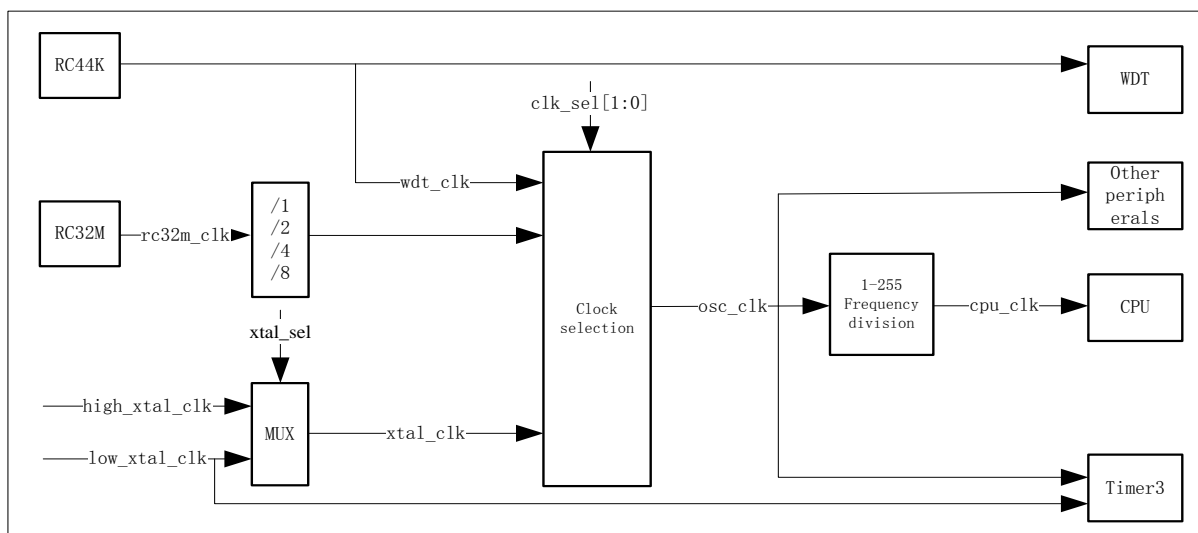 RC44K
WDT
clk_sel[1:0]
wdt_clk
Other
periph
erals
RC32M
rc32m_clk
/1
/2
/4
/8
Clock
selection
osc_clk
1-255
Frequency
division
cpu_clk
CPU
xtal_sel
high_xtal_clk
MUX
xtal_clk
low_xtal_clk
Timer3